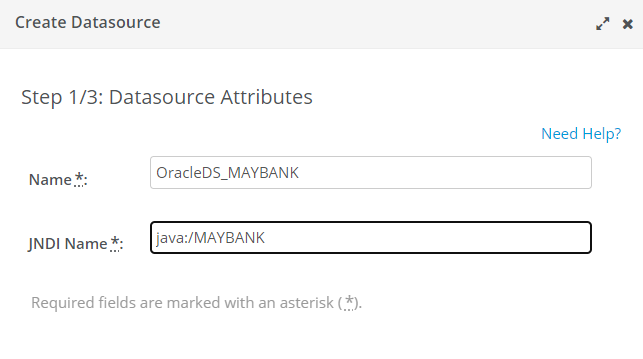 Create Datasource
Step 1/3: Datasource Attributes
Need Help?
Name *: OracleDS_MAYBANK
JNDI Name *: java:/MAYBANK
Required fields are marked with an asterisk (*).